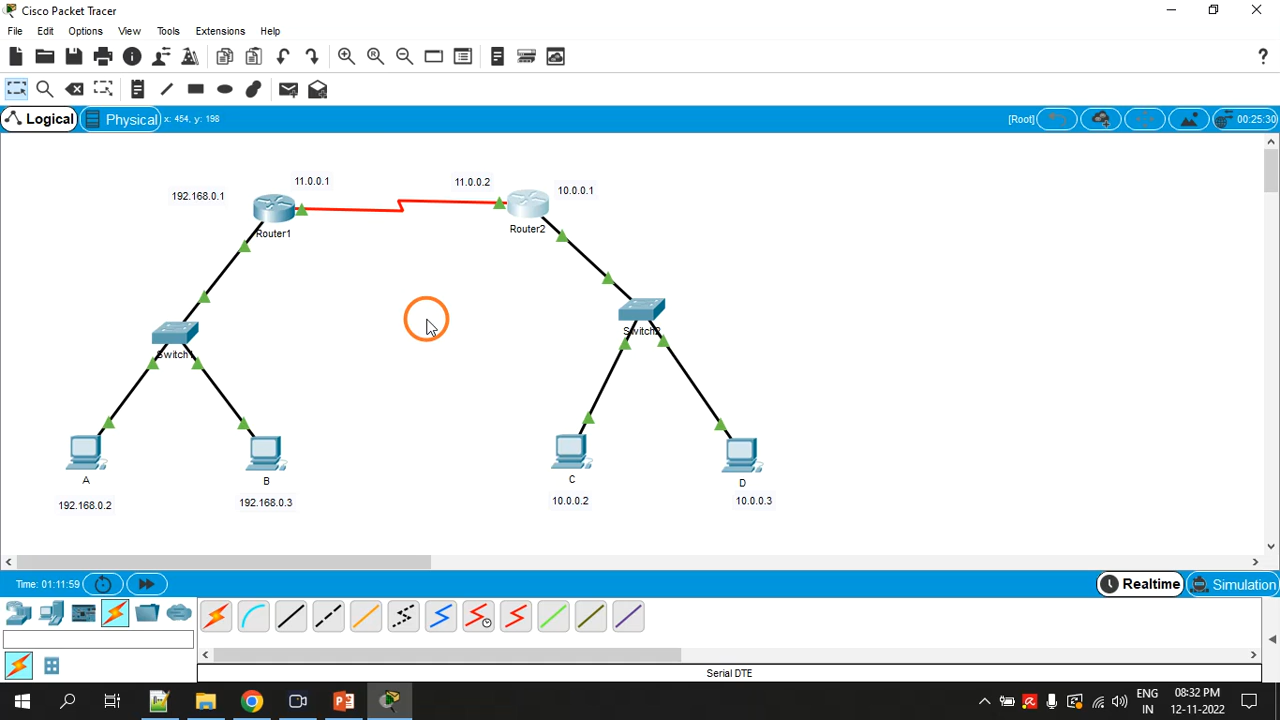 Cisco Packet Tracer
File Edit Options View Tools Extensions Help
Logical Physical x: 454, y: 198 [Root] 00:25:30
11.0.0.1 11.0.0.2 10.0.0.1
192.168.0.1
Router1 Router2
Switch1 Switch2
A B C D
192.168.0.2 192.168.0.3 10.0.0.2 10.0.0.3
Time: 01:11:59 Realtime Simulation
Serial DTE
ENG 08:32 PM
IN 12-11-2022